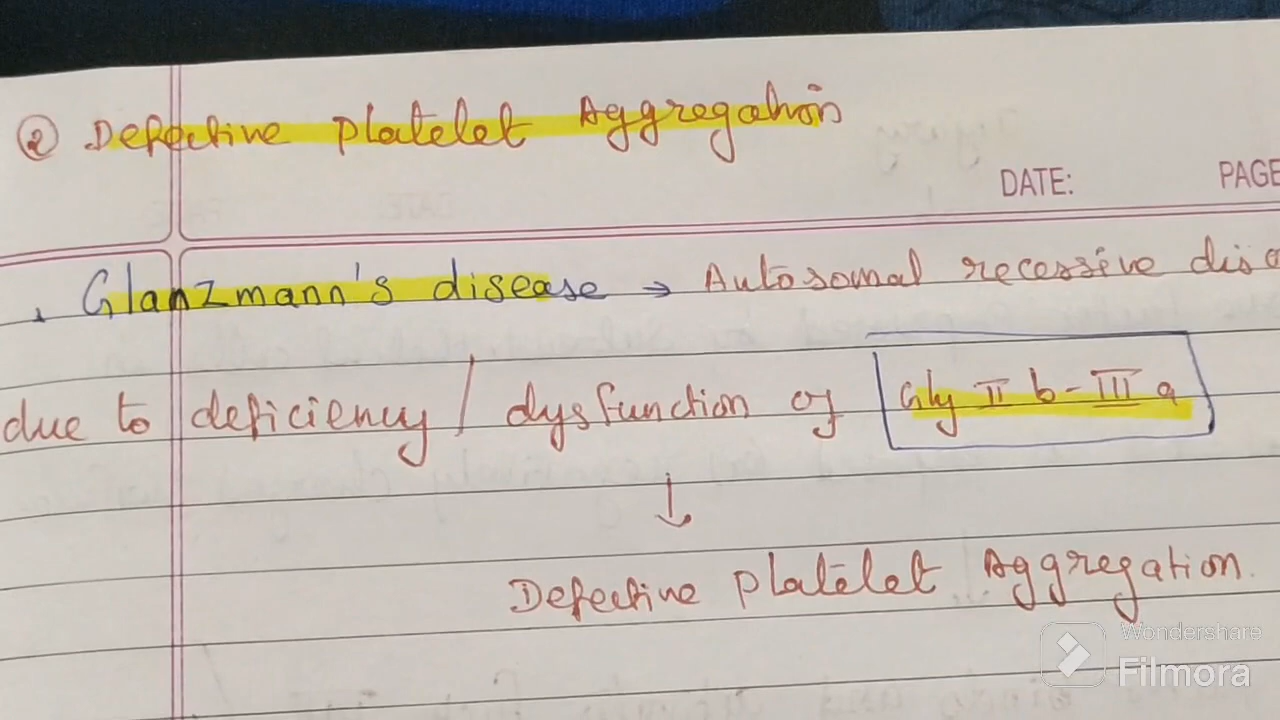 ② Defective platelet Aggregation
DATE: PAGE
Glanzmann's disease → Autosomal recessive
due to deficiency / dysfunction of Gly II b - III a
↓
Defective platelet Aggregation.
Wondershare
Filmora